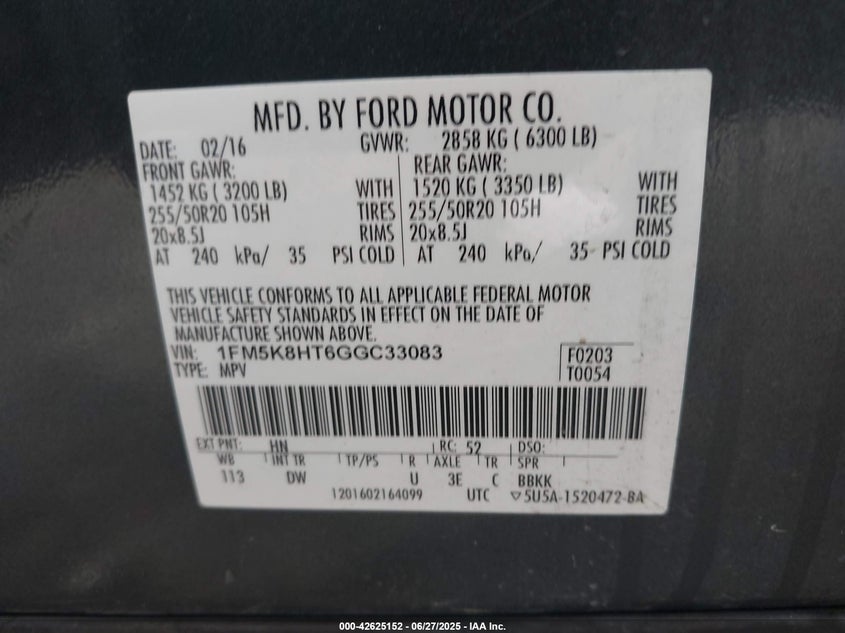 MFD. BY FORD MOTOR CO.
DATE: 02/16 GVWR: 2858 KG ( 6300 LB)
FRONT GAWR: REAR GAWR:
1452 KG ( 3200 LB) WITH 1520 KG ( 3350 LB) WITH
255/50R20 105H TIRES 255/50R20 105H TIRES
20x8.5J RIMS 20x8.5J RIMS
AT 240 kPa/ 35 PSI COLD AT 240 kPa/ 35 PSI COLD
THIS VEHICLE CONFORMS TO ALL APPLICABLE FEDERAL MOTOR
VEHICLE SAFETY STANDARDS IN EFFECT ON THE DATE OF
MANUFACTURE SHOWN ABOVE.
VIN: 1FM5K8HT6GGC33083 F0203
TYPE: MPV T0054
EXT PNT: HN RC: 52 DSO:
WB INT TR TP/PS R AXLE TR SPR
113 DW U 3E C BBKK
1201602164099 UTC ▽5U5A-1520472-BA
000-42625152 - 06/27/2025 - IAA Inc.